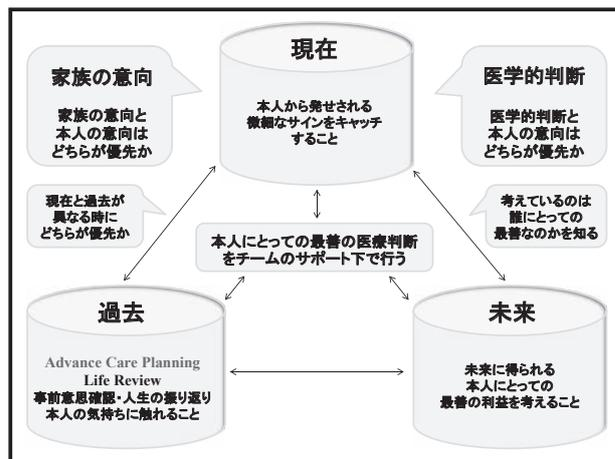 現在
本人から発せされる
微細なサインをキャッチ
すること
家族の意向
家族の意向と
本人の意向は
どちらが優先か
医学的判断
医学的判断と
本人の意向は
どちらが優先か
現在と過去が
異なる時に
どちらが優先か
考えているのは
誰にとっての
最善なのかを知る
本人にとっての最善の医療判断
をチームのサポート下で行う
過去
Advance Care Planning
Life Review
事前意思確認・人生の振り返り
本人の気持ちに触れること
未来
未来に得られる
本人にとっての
最善の利益を考えること